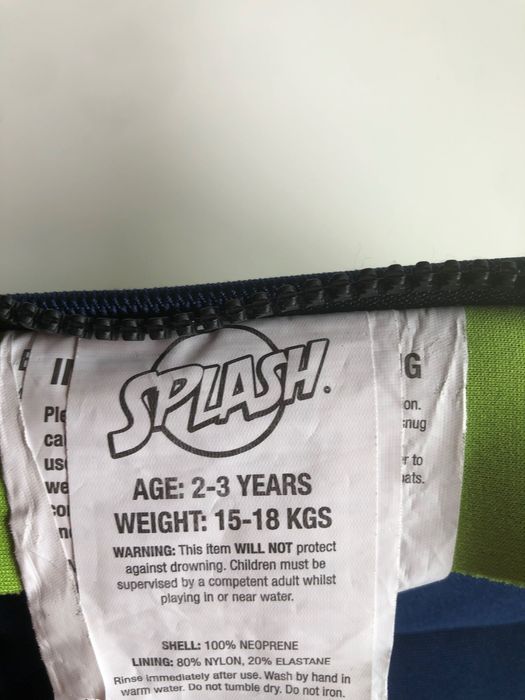 SPLASH.
AGE: 2-3 YEARS
WEIGHT: 15-18 KGS
WARNING: This item WILL NOT protect
against drowning. Children must be
supervised by a competent adult whilst
playing in or near water.
SHELL: 100% NEOPRENE
LINING: 80% NYLON, 20% ELASTANE
Rinse immediately after use. Wash by hand in
warm water. Do not tumble dry. Do not iron.